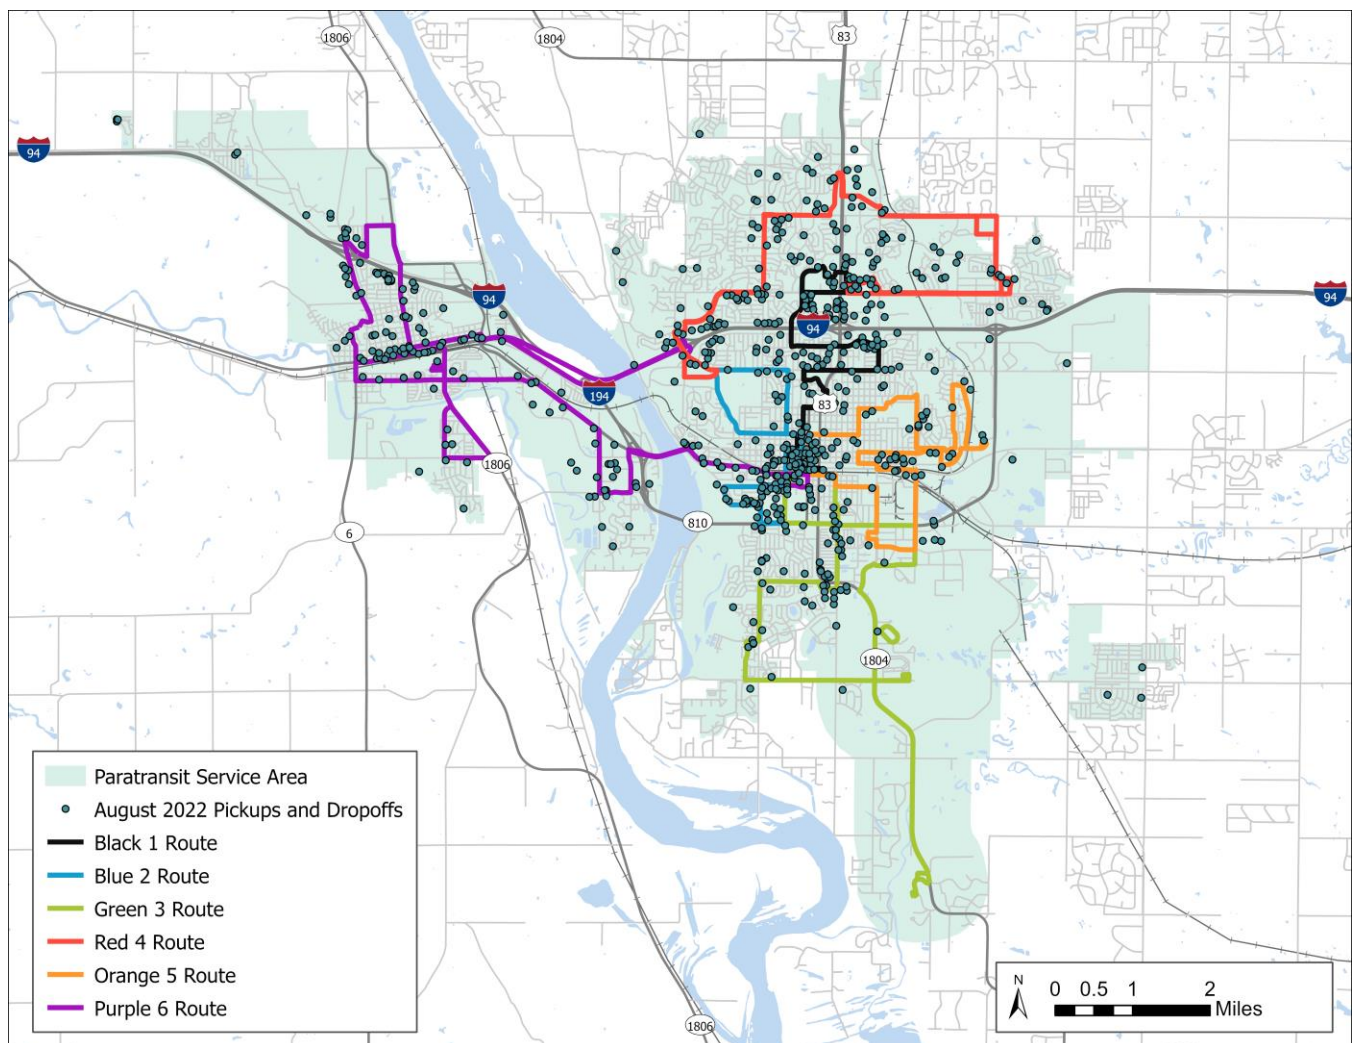 1806
1804
83
94
94
94
94
194
83
1806
810
6
1804
Paratransit Service Area
August 2022 Pickups and Dropoffs
Black 1 Route
Blue 2 Route
Green 3 Route
Red 4 Route
Orange 5 Route
Purple 6 Route
N
0 0.5 1 2
Miles
1806